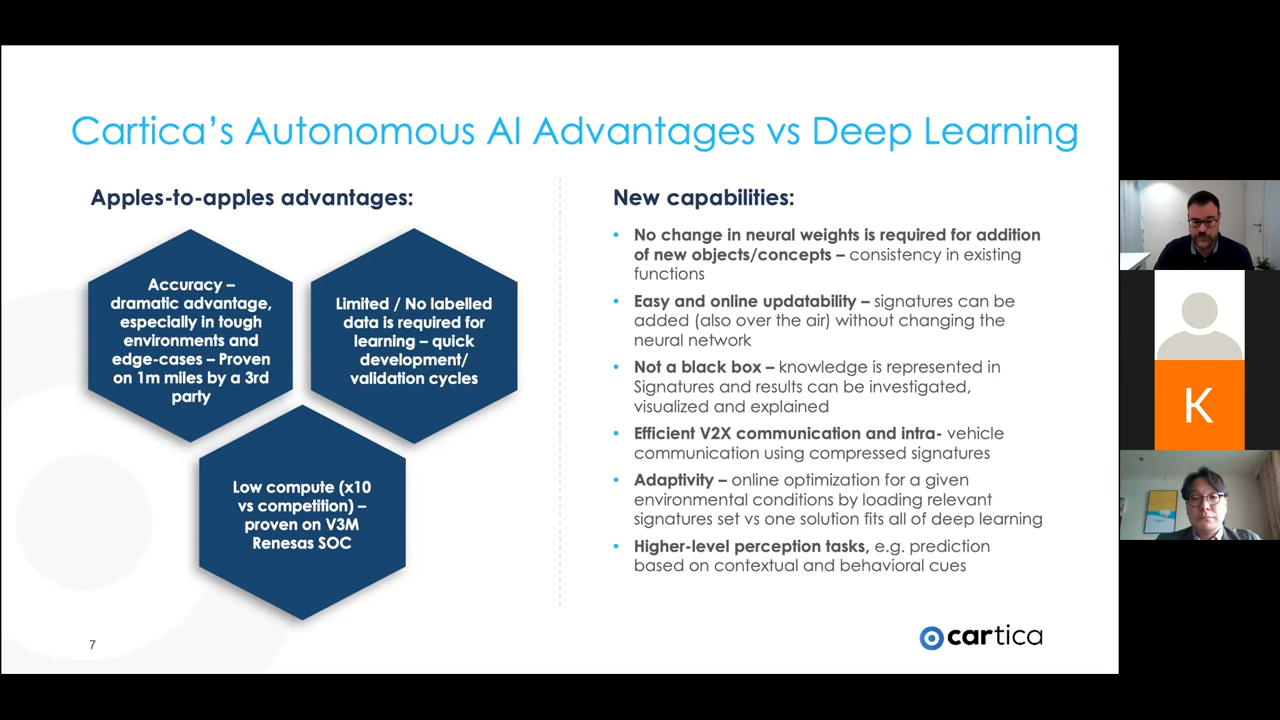 Cartica's Autonomous AI Advantages vs Deep Learning
Apples-to-apples advantages:
Accuracy –
dramatic advantage,
especially in tough
environments and
edge-cases – Proven
on 1m miles by a 3rd
party
Limited / No labelled
data is required for
learning – quick
development/
validation cycles
Low compute (x10
vs competition) –
proven on V3M
Renesas SOC
New capabilities:
• No change in neural weights is required for addition
of new objects/concepts – consistency in existing
functions
• Easy and online updatability – signatures can be
added (also over the air) without changing the
neural network
• Not a black box – knowledge is represented in
Signatures and results can be investigated,
visualized and explained
• Efficient V2X communication and intra- vehicle
communication using compressed signatures
• Adaptivity – online optimization for a given
environmental conditions by loading relevant
signatures set vs one solution fits all of deep learning
• Higher-level perception tasks, e.g. prediction
based on contextual and behavioral cues
7
cartica
K